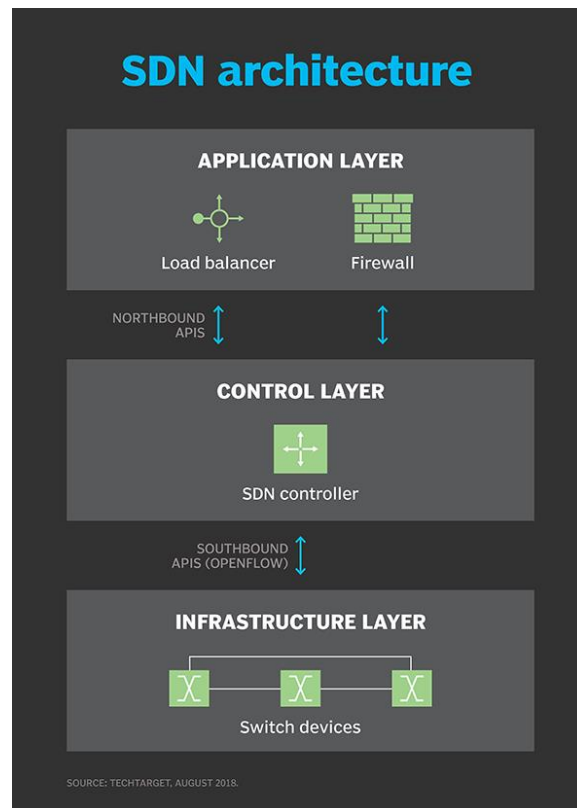 SDN architecture
APPLICATION LAYER
Load balancer
Firewall
NORTHBOUND
APIS
CONTROL LAYER
SDN controller
SOUTHBOUND
APIS (OPENFLOW)
INFRASTRUCTURE LAYER
Switch devices
SOURCE: TECHTARGET, AUGUST 2018.